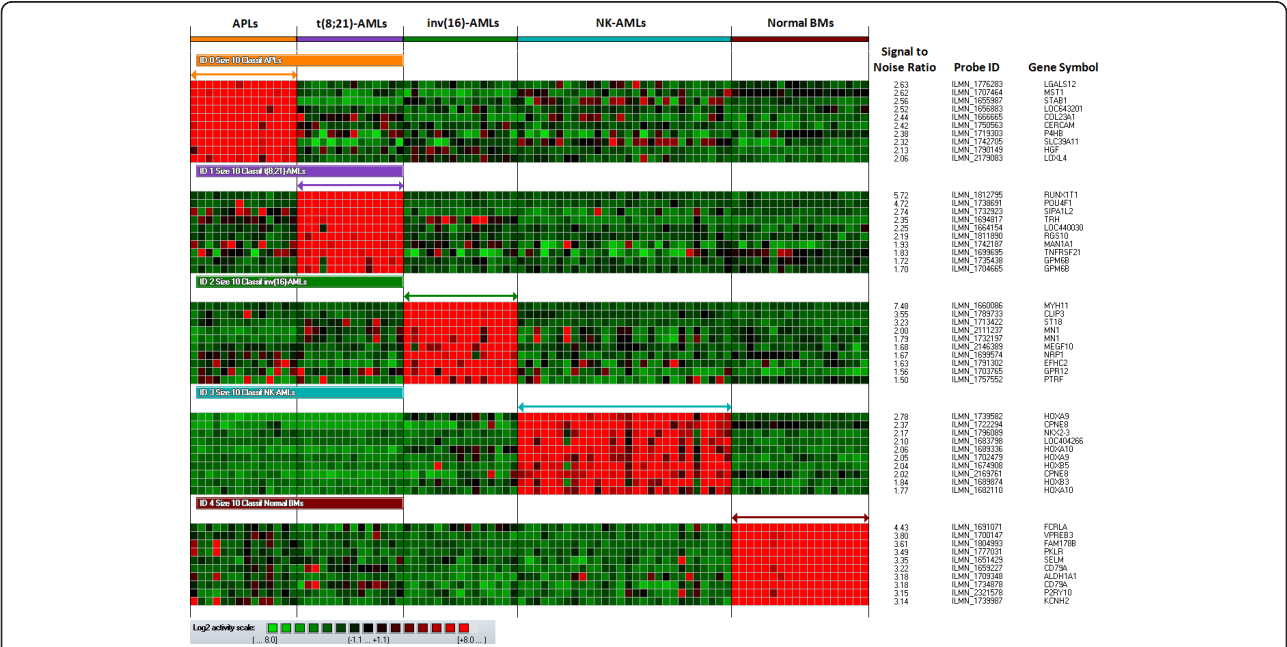 APLs t(8;21)-AMLs inv(16)-AMLs NK-AMLs Normal BMs
Signal to Noise Ratio Probe ID Gene Symbol
ID 0 Size 10 Classif APLs
2.63 ILMN_1776283 LGALS12
2.62 ILMN_1707464 MST1
2.56 ILMN_1655987 STAB1
2.52 ILMN_1656883 LOC643201
2.44 ILMN_1666665 COL23A1
2.42 ILMN_1750563 CERCAM
2.38 ILMN_1719303 P4HB
2.32 ILMN_1742705 SLC39A11
2.13 ILMN_1790149 HGF
2.06 ILMN_2179083 LOXL4
ID 1 Size 10 Classif t(8;21)-AMLs
5.72 ILMN_1812795 RUNX1T1
4.72 ILMN_1738691 POU4F1
2.74 ILMN_1732923 SIPA1L2
2.35 ILMN_1694817 TRH
2.25 ILMN_1664154 LOC440030
2.19 ILMN_1811890 RGS10
1.93 ILMN_1742187 MAN1A1
1.83 ILMN_1699695 TNFRSF21
1.72 ILMN_1735438 GPM6B
1.70 ILMN_1704665 GPM6B
ID 2 Size 10 Classif inv(16)-AMLs
7.48 ILMN_1660086 MYH11
3.55 ILMN_1789733 CLIP3
3.23 ILMN_1713422 ST18
2.00 ILMN_2111237 MN1
1.79 ILMN_1732197 MN1
1.68 ILMN_2146389 MEGF10
1.67 ILMN_1699574 NRP1
1.63 ILMN_1791302 EFHC2
1.56 ILMN_1703765 GPR12
1.50 ILMN_1757552 PTRF
ID 3 Size 10 Classif NK-AMLs
2.78 ILMN_1739582 HOXA9
2.37 ILMN_1722294 CPNE8
2.17 ILMN_1796089 NKX2-3
2.10 ILMN_1683798 LOC404266
2.06 ILMN_1689336 HOXA10
2.05 ILMN_1702479 HOXA9
2.04 ILMN_1674908 HOXB5
2.02 ILMN_2169761 CPNE8
1.84 ILMN_1689874 HOXB3
1.77 ILMN_1682110 HOXA10
ID 4 Size 10 Classif Normal BMs
4.43 ILMN_1691071 FCRLA
3.80 ILMN_1700147 VPREB3
3.61 ILMN_1804993 FAM178B
3.49 ILMN_1777031 PKLR
3.35 ILMN_1651429 SELM
3.22 ILMN_1659227 CD79A
3.18 ILMN_1709348 ALDH1A1
3.18 ILMN_1734878 CD79A
3.15 ILMN_2321578 P2RY10
3.14 ILMN_1739987 KCNH2
Log2 activity scale:
[ ... 8.0] [-1.1 ... +1.1) [+8.0 ... ]